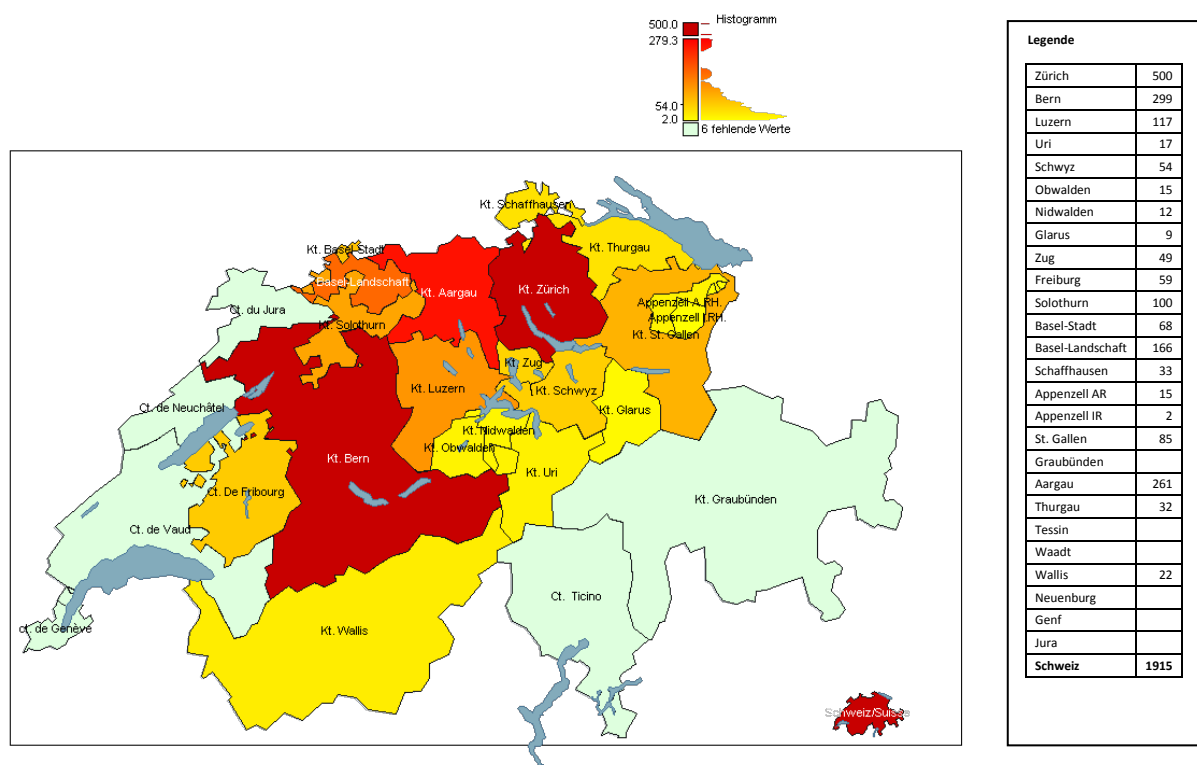 500.0
Histogramm
279.3
54.0
2.0
6 fehlende Werte
Kt. Schaffhausen
Kt. Basel-Stadt
Kt. Thurgau
Basel-Landschaft
Kt. Aargau
Kt. Zürich
Ct. du Jura
Appenzell A.RH.
Appenzell I.RH.
Kt. Solothurn
Kt. St. Gallen
Kt. Zug
Kt. Luzern
Kt. Schwyz
Ct. de Neuchâtel
Kt. Glarus
Kt. Nidwalden
Kt. Obwalden
Kt. Bern
Kt. Uri
Ct. De Fribourg
Kt. Graubünden
Ct. de Vaud
Ct. Ticino
ct. de Genève
Kt. Wallis
Schweiz/Suisse
Legende
Zürich 500
Bern 299
Luzern 117
Uri 17
Schwyz 54
Obwalden 15
Nidwalden 12
Glarus 9
Zug 49
Freiburg 59
Solothurn 100
Basel-Stadt 68
Basel-Landschaft 166
Schaffhausen 33
Appenzell AR 15
Appenzell IR 2
St. Gallen 85
Graubünden
Aargau 261
Thurgau 32
Tessin
Waadt
Wallis 22
Neuenburg
Genf
Jura
Schweiz 1915